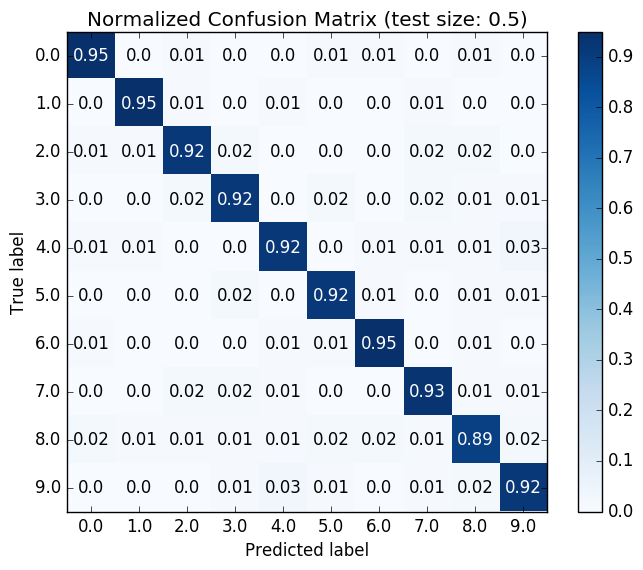 Normalized Confusion Matrix (test size: 0.5)
0.0 0.95 0.0 0.01 0.0 0.0 0.01 0.01 0.0 0.01 0.0
1.0 0.0 0.95 0.01 0.0 0.01 0.0 0.0 0.01 0.0 0.0
2.0 0.01 0.01 0.92 0.02 0.0 0.0 0.0 0.02 0.02 0.0
3.0 0.0 0.0 0.02 0.92 0.0 0.02 0.0 0.02 0.01 0.01
4.0 0.01 0.01 0.0 0.0 0.92 0.0 0.01 0.01 0.01 0.03
5.0 0.0 0.0 0.0 0.02 0.0 0.92 0.01 0.0 0.01 0.01
6.0 0.01 0.0 0.0 0.0 0.01 0.01 0.95 0.0 0.01 0.0
7.0 0.0 0.0 0.02 0.02 0.01 0.0 0.0 0.93 0.01 0.01
8.0 0.02 0.01 0.01 0.01 0.01 0.02 0.02 0.01 0.89 0.02
9.0 0.0 0.0 0.0 0.01 0.03 0.01 0.0 0.01 0.02 0.92
0.0 1.0 2.0 3.0 4.0 5.0 6.0 7.0 8.0 9.0
Predicted label
True label
0.9
0.8
0.7
0.6
0.5
0.4
0.3
0.2
0.1
0.0